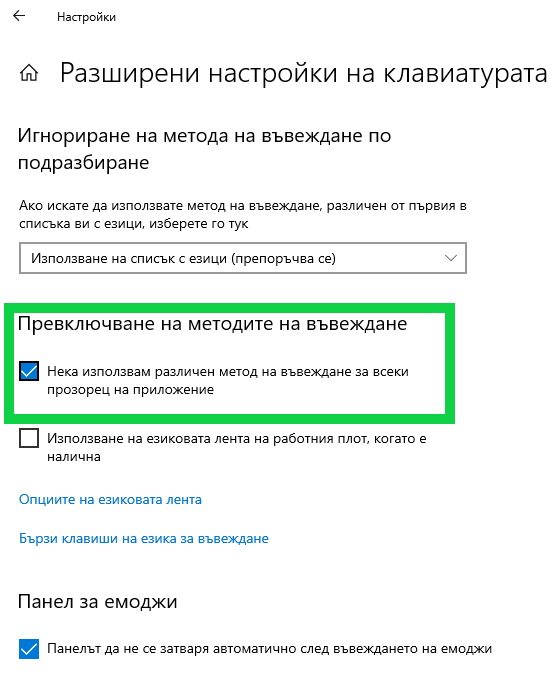 Настройки
Разширени настройки на клавиатурата
Игнориране на метода на въвеждане по
подразбиране
Ако искате да използвате метод на въвеждане, различен от първия в
списъка ви с езици, изберете го тук
Използване на списък с езици (препоръчва се)
Превключване на методите на въвеждане
Нека използвам различен метод на въвеждане за всеки
прозорец на приложение
Използване на езиковата лента на работния плот, когато е
налична
Опциите на езиковата лента
Бързи клавиши на езика за въвеждане
Панел за емоджи
Панелът да не се затваря автоматично след въвеждането на емоджи